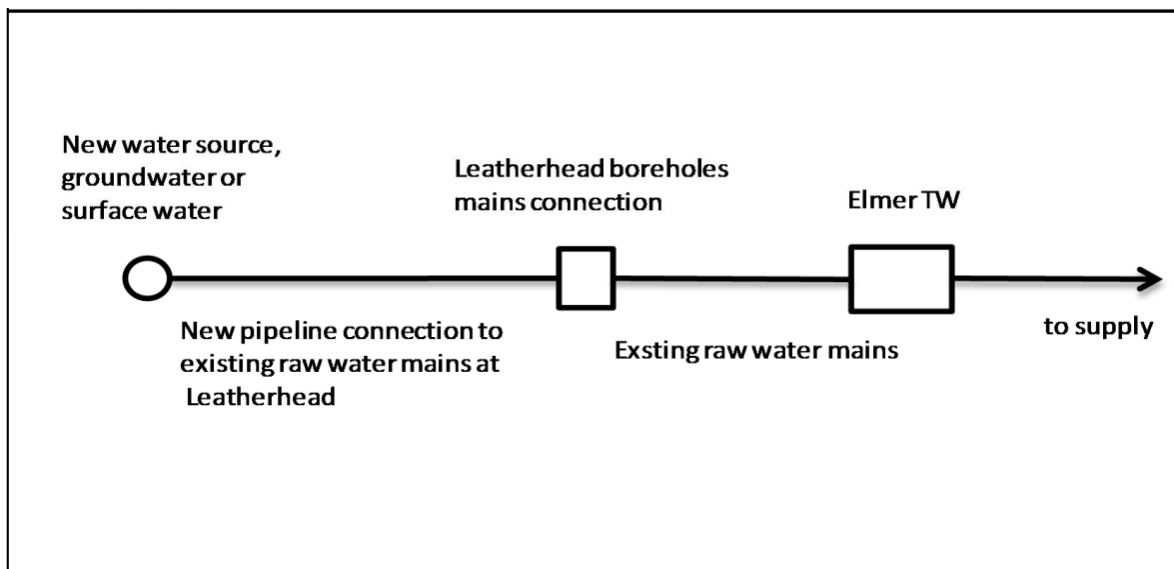 New water source,
groundwater or
surface water
Leatherhead boreholes
mains connection
Elmer TW
New pipeline connection to
existing raw water mains at
Leatherhead
Exsting raw water mains
to supply